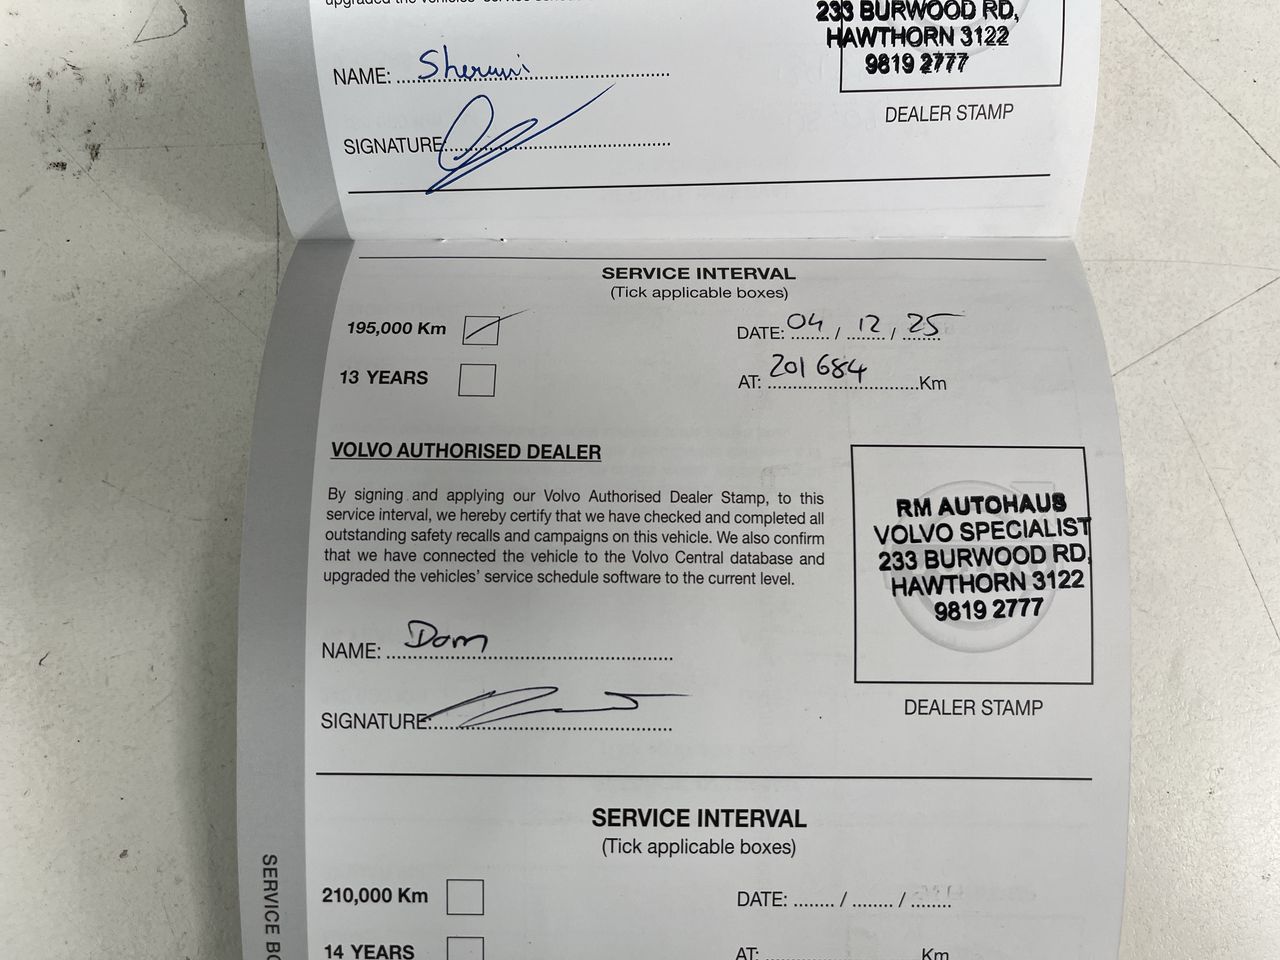 233 BURWOOD RD,
HAWTHORN 3122
9819 2777
NAME: Sheruni
SIGNATURE:
DEALER STAMP
SERVICE INTERVAL
(Tick applicable boxes)
195,000 Km
DATE: 04 / 12 / 25
13 YEARS
AT: 201 684 Km
VOLVO AUTHORISED DEALER
By signing and applying our Volvo Authorised Dealer Stamp, to this
service interval, we hereby certify that we have checked and completed all
outstanding safety recalls and campaigns on this vehicle. We also confirm
that we have connected the vehicle to the Volvo Central database and
upgraded the vehicles' service schedule software to the current level.
RM AUTOHAUS
VOLVO SPECIALIST
233 BURWOOD RD,
HAWTHORN 3122
9819 2777
NAME: Dom
SIGNATURE:
DEALER STAMP
SERVICE INTERVAL
(Tick applicable boxes)
210,000 Km
DATE: ........ / ........ / ........
14 YEARS
AT: Km
SERVICE BO